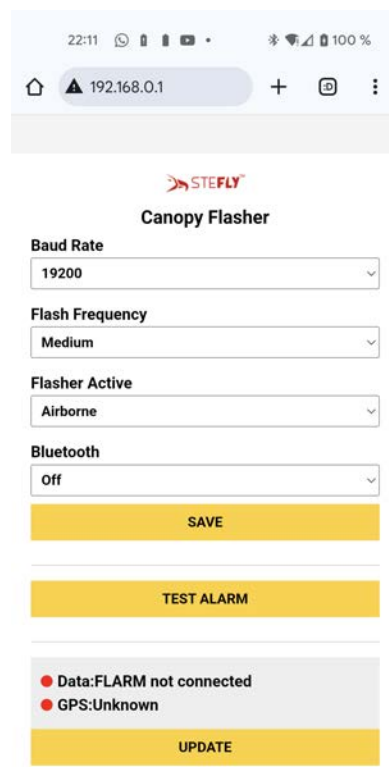 22:11 100 %
192.168.0.1 :D
STEFLY™
Canopy Flasher
Baud Rate
19200
Flash Frequency
Medium
Flasher Active
Airborne
Bluetooth
Off
SAVE
TEST ALARM
Data:FLARM not connected
GPS:Unknown
UPDATE